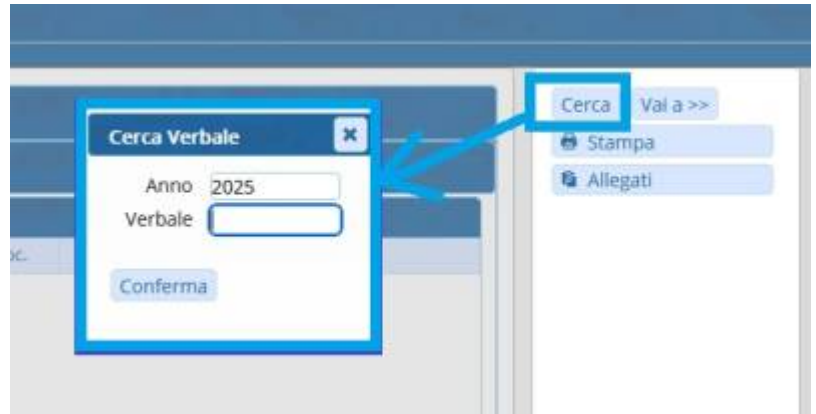 Cerca Vai a >>
Stampa
Allegati
Cerca Verbale
Anno 2025
Verbale
Conferma